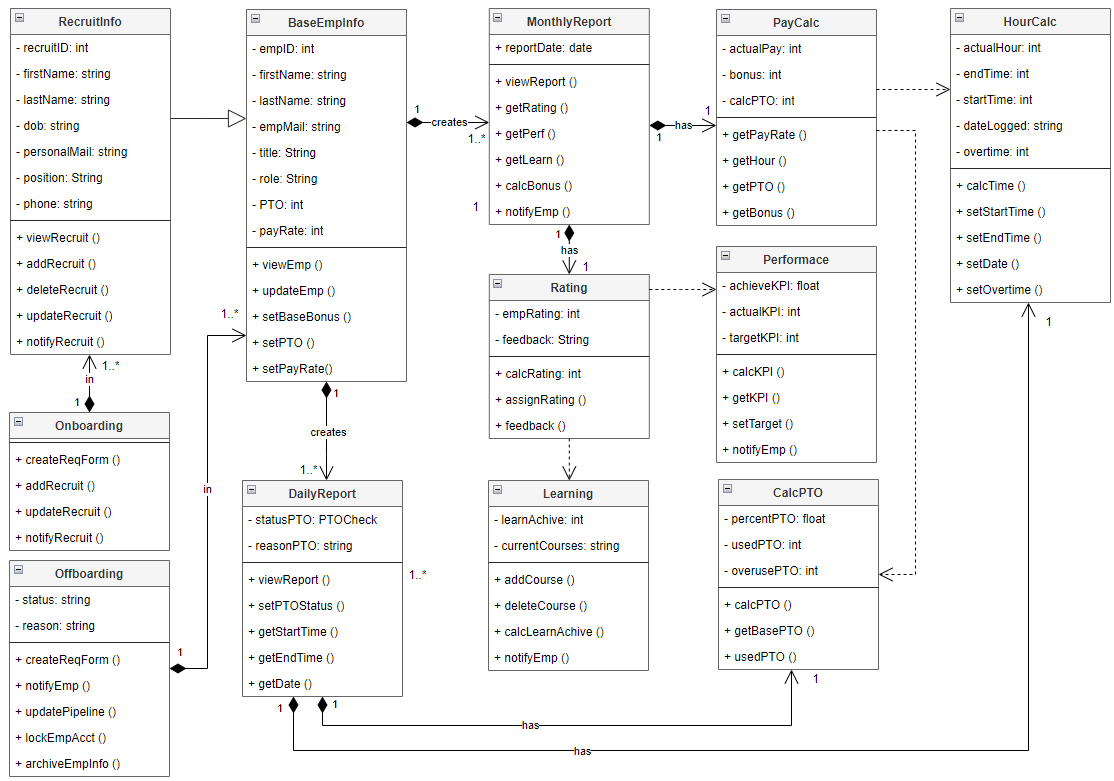 RecruitInfo
- recruitID: int
- firstName: string
- lastName: string
- dob: string
- personalMail: string
- position: String
- phone: string
+ viewRecruit ()
+ addRecruit ()
+ deleteRecruit ()
+ updateRecruit ()
+ notifyRecruit ()
1..*
in
1
Onboarding
+ createReqForm ()
+ addRecruit ()
+ updateRecruit ()
+ notifyRecruit ()
Offboarding
- status: string
- reason: string
+ createReqForm ()
+ notifyEmp ()
+ updatePipeline ()
+ lockEmpAcct ()
+ archiveEmpInfo ()
1
in
1..*
BaseEmpInfo
- empID: int
- firstName: string
- lastName: string
- empMail: string
- title: String
- role: String
- PTO: int
- payRate: int
+ viewEmp ()
+ updateEmp ()
+ setBaseBonus ()
+ setPTO ()
+ setPayRate()
1
creates
1..*
1
1
creates
1..*
DailyReport
- statusPTO: PTOCheck
- reasonPTO: string
+ viewReport ()
+ setPTOStatus ()
+ getStartTime ()
+ getEndTime ()
+ getDate ()
1..*
1
1
has
has
MonthlyReport
+ reportDate: date
+ viewReport ()
+ getRating ()
+ getPerf ()
+ getLearn ()
+ calcBonus ()
+ notifyEmp ()
1
has
1
1
has
1
Rating
- empRating: int
- feedback: String
+ calcRating: int
+ assignRating ()
+ feedback ()
Learning
- learnAchive: int
- currentCourses: string
+ addCourse ()
+ deleteCourse ()
+ calcLearnAchive ()
+ notifyEmp ()
PayCalc
- actualPay: int
- bonus: int
- calcPTO: int
+ getPayRate ()
+ getHour ()
+ getPTO ()
+ getBonus ()
Performace
- achieveKPI: float
- actualKPI: int
- targetKPI: int
+ calcKPI ()
+ getKPI ()
+ setTarget ()
+ notifyEmp ()
CalcPTO
- percentPTO: float
- usedPTO: int
- overusePTO: int
+ calcPTO ()
+ getBasePTO ()
+ usedPTO ()
1
HourCalc
- actualHour: int
- endTime: int
- startTime: int
- dateLogged: string
- overtime: int
+ calcTime ()
+ setStartTime ()
+ setEndTime ()
+ setDate ()
+ setOvertime ()
1